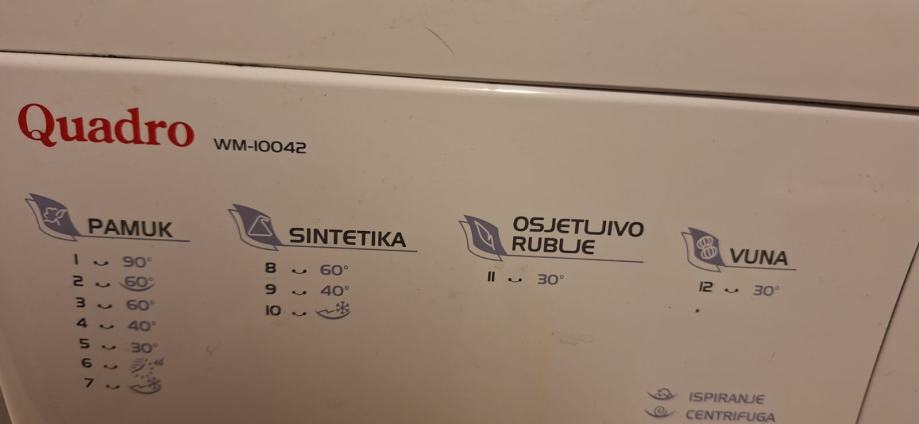 Quadro WM-10042
PAMUK
1 90°
2 60°
3 60°
4 40°
5 30°
6
7
SINTETIKA
8 60°
9 40°
10
OSJETLJIVO
RUBLJE
11 30°
VUNA
12 30°
ISPIRANJE
CENTRIFUGA